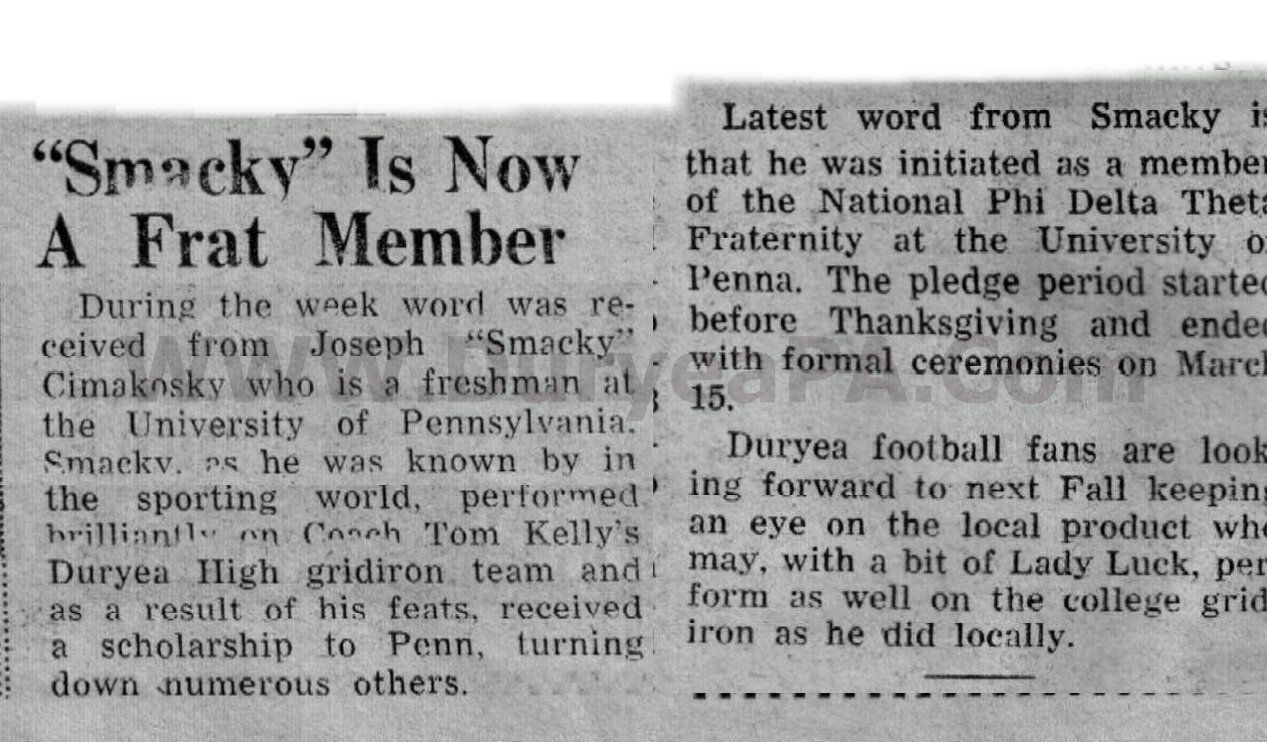 “Smacky” Is Now
A Frat Member
During the week word was re-
ceived from Joseph “Smacky”
Cimakosky who is a freshman at
the University of Pennsylvania.
Smacky, as he was known by in
the sporting world, performed
brilliantly on Coach Tom Kelly's
Duryea High gridiron team and
as a result of his feats, received
a scholarship to Penn, turning
down numerous others.
Latest word from Smacky is
that he was initiated as a member
of the National Phi Delta Theta
Fraternity at the University o
Penna. The pledge period started
before Thanksgiving and ended
with formal ceremonies on March
15.
Duryea football fans are look
ing forward to next Fall keeping
an eye on the local product who
may, with a bit of Lady Luck, per
form as well on the college grid
iron as he did locally.
www.DuryeaPA.Com